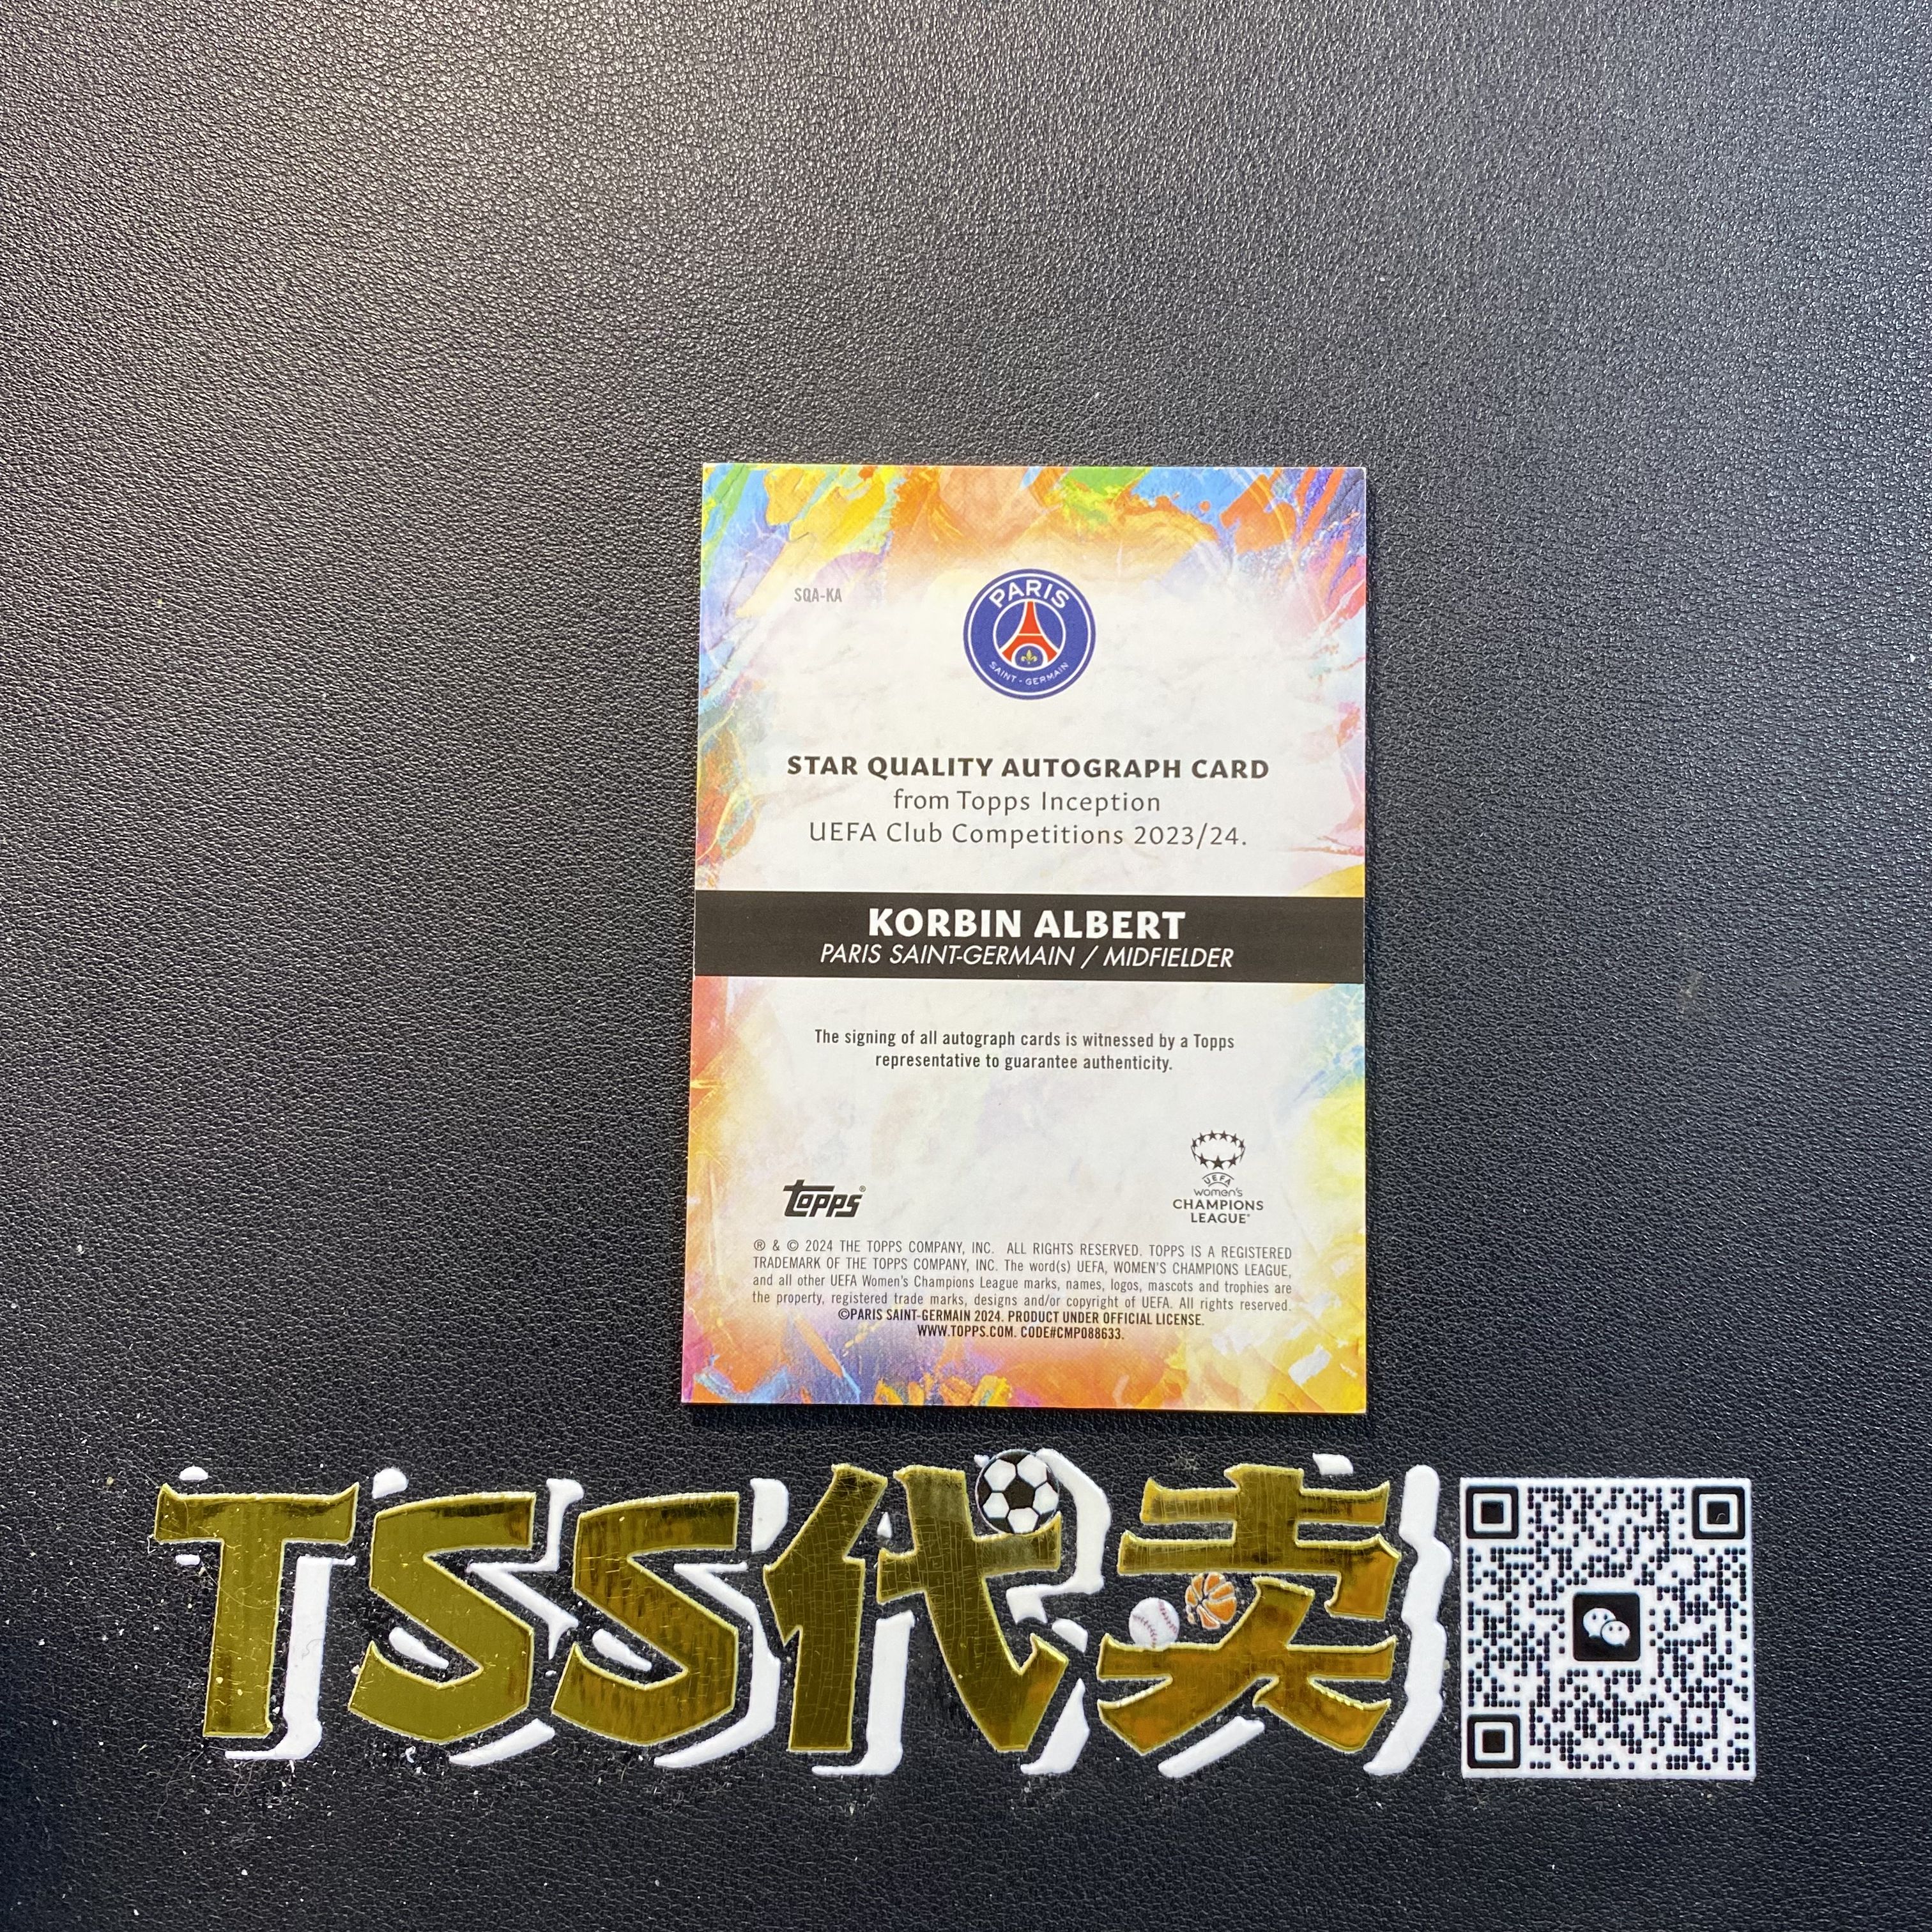 SQA-KA
PARIS
SAINT-GERMAIN
STAR QUALITY AUTOGRAPH CARD
from Topps Inception
UEFA Club Competitions 2023/24.
KORBIN ALBERT
PARIS SAINT-GERMAIN / MIDFIELDER
The signing of all autograph cards is witnessed by a Topps
representative to guarantee authenticity.
Topps®
UEFA
women's
CHAMPIONS
LEAGUE
® & © 2024 THE TOPPS COMPANY, INC. ALL RIGHTS RESERVED. TOPPS IS A REGISTERED
TRADEMARK OF THE TOPPS COMPANY, INC. The word(s) UEFA, WOMEN'S CHAMPIONS LEAGUE,
and all other UEFA Women's Champions League marks, names, logos, mascots and trophies are
the property, registered trade marks, designs and/or copyright of UEFA. All rights reserved.
©PARIS SAINT-GERMAIN 2024. PRODUCT UNDER OFFICIAL LICENSE.
WWW.TOPPS.COM. CODE#CMP088633.
TSS代卖